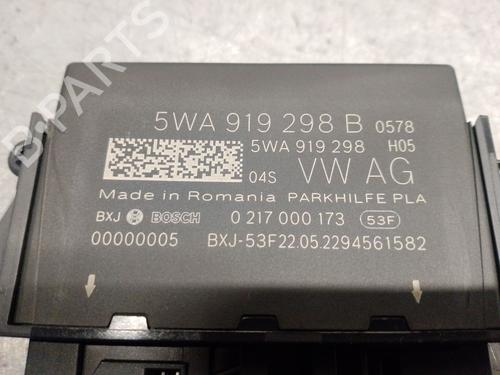 B-PARTS
5WA 919 298 B 0578
5WA 919 298 H05
04S VW AG
Made in Romania PARKHILFE PLA
BXJ BOSCH 0 217 000 173 53F
00000005 BXJ-53F22.05.2294561582